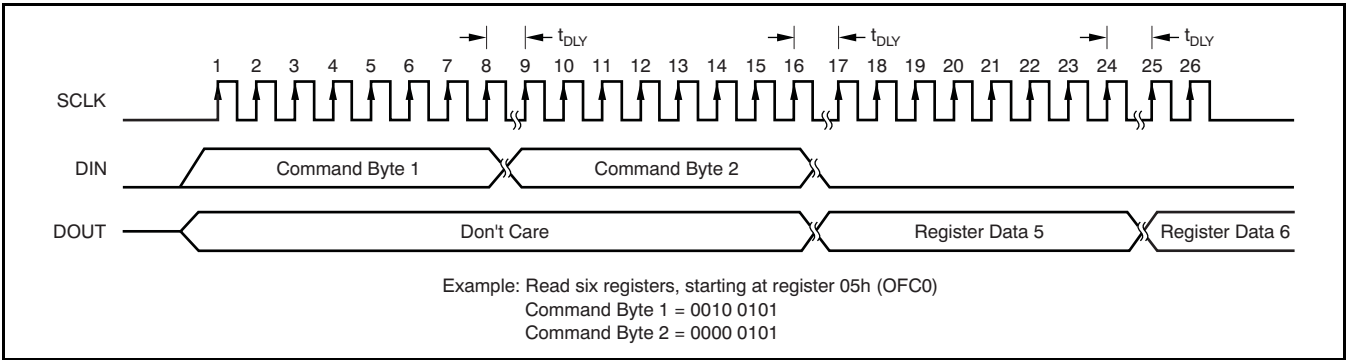 tDLY tDLY tDLY
1 2 3 4 5 6 7 8 9 10 11 12 13 14 15 16 17 18 19 20 21 22 23 24 25 26
SCLK
DIN Command Byte 1 Command Byte 2
DOUT Don't Care Register Data 5 Register Data 6
Example: Read six registers, starting at register 05h (OFC0)
Command Byte 1 = 0010 0101
Command Byte 2 = 0000 0101